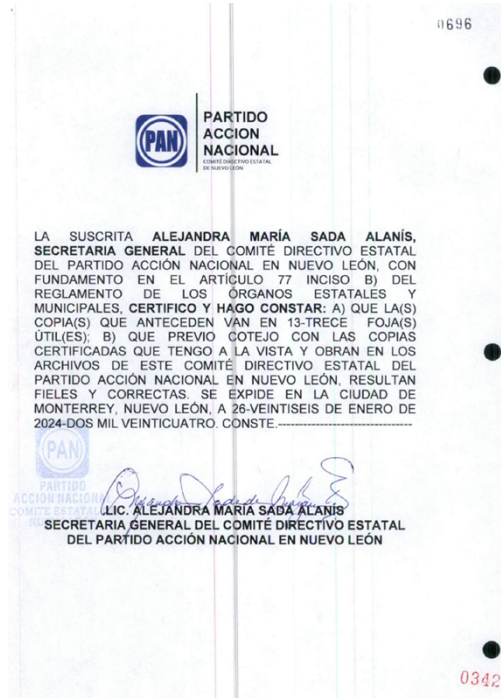 0696
PAN
PARTIDO
ACCION
NACIONAL
COMITÉ DIRECTIVO ESTATAL
DE NUEVO LEÓN
LA SUSCRITA ALEJANDRA MARÍA SADA ALANÍS,
SECRETARIA GENERAL DEL COMITÉ DIRECTIVO ESTATAL
DEL PARTIDO ACCIÓN NACIONAL EN NUEVO LEÓN, CON
FUNDAMENTO EN EL ARTÍCULO 77 INCISO B) DEL
REGLAMENTO DE LOS ÓRGANOS ESTATALES Y
MUNICIPALES, CERTIFICO Y HAGO CONSTAR: A) QUE LA(S)
COPIA(S) QUE ANTECEDEN VAN EN 13-TRECE FOJA(S)
ÚTIL(ES); B) QUE PREVIO COTEJO CON LAS COPIAS
CERTIFICADAS QUE TENGO A LA VISTA Y OBRAN EN LOS
ARCHIVOS DE ESTE COMITÉ DIRECTIVO ESTATAL DEL
PARTIDO ACCIÓN NACIONAL EN NUEVO LEÓN, RESULTAN
FIELES Y CORRECTAS. SE EXPIDE EN LA CIUDAD DE
MONTERREY, NUEVO LEÓN, A 26-VEINTISEIS DE ENERO DE
2024-DOS MIL VEINTICUATRO. CONSTE.-------------------------------
PAN
PARTIDO
ACCION NACIONA
COMITE ESTATA
LIC. ALEJANDRA MARÍA SADA ALANÍS
SECRETARIA GENERAL DEL COMITÉ DIRECTIVO ESTATAL
DEL PARTIDO ACCIÓN NACIONAL EN NUEVO LEÓN
0342